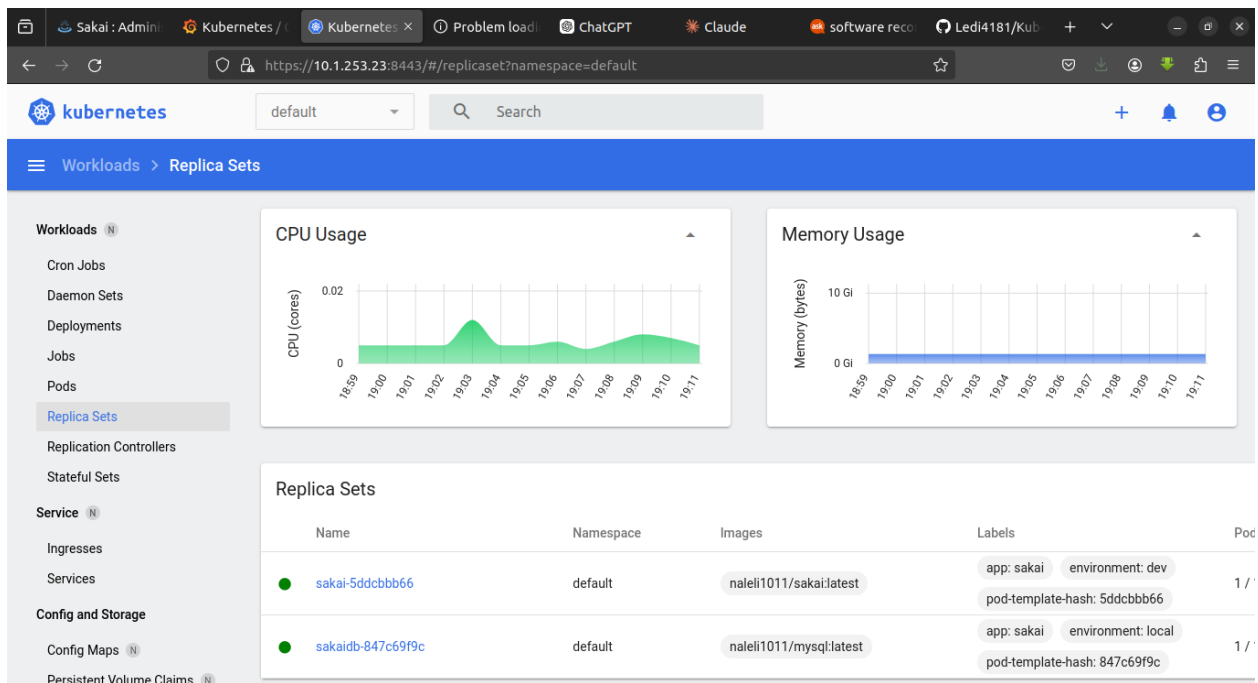 Sakai : Admini
Kubernetes / C
Kubernetes
Problem loadi
ChatGPT
Claude
ask
software reco
Ledi4181/Kub
https://10.1.253.23:8443/#/replicaset?namespace=default
kubernetes
default
Search
Workloads > Replica Sets
Workloads N
Cron Jobs
Daemon Sets
Deployments
Jobs
Pods
Replica Sets
Replication Controllers
Stateful Sets
Service N
Ingresses
Services
Config and Storage
Config Maps N
Persistent Volume Claims N
CPU Usage
CPU (cores)
0.02
0
18:59 19:00 19:01 19:02 19:03 19:04 19:05 19:06 19:07 19:08 19:09 19:10 19:11
Memory Usage
Memory (bytes)
10 Gi
0 Gi
18:59 19:00 19:01 19:02 19:03 19:04 19:05 19:06 19:07 19:08 19:09 19:10 19:11
Replica Sets
Name Namespace Images Labels Pod
sakai-5ddcbbb66 default naleli1011/sakai:latest app: sakai environment: dev 1 / 1
pod-template-hash: 5ddcbbb66
sakaidb-847c69f9c default naleli1011/mysql:latest app: sakai environment: local 1 / 1
pod-template-hash: 847c69f9c